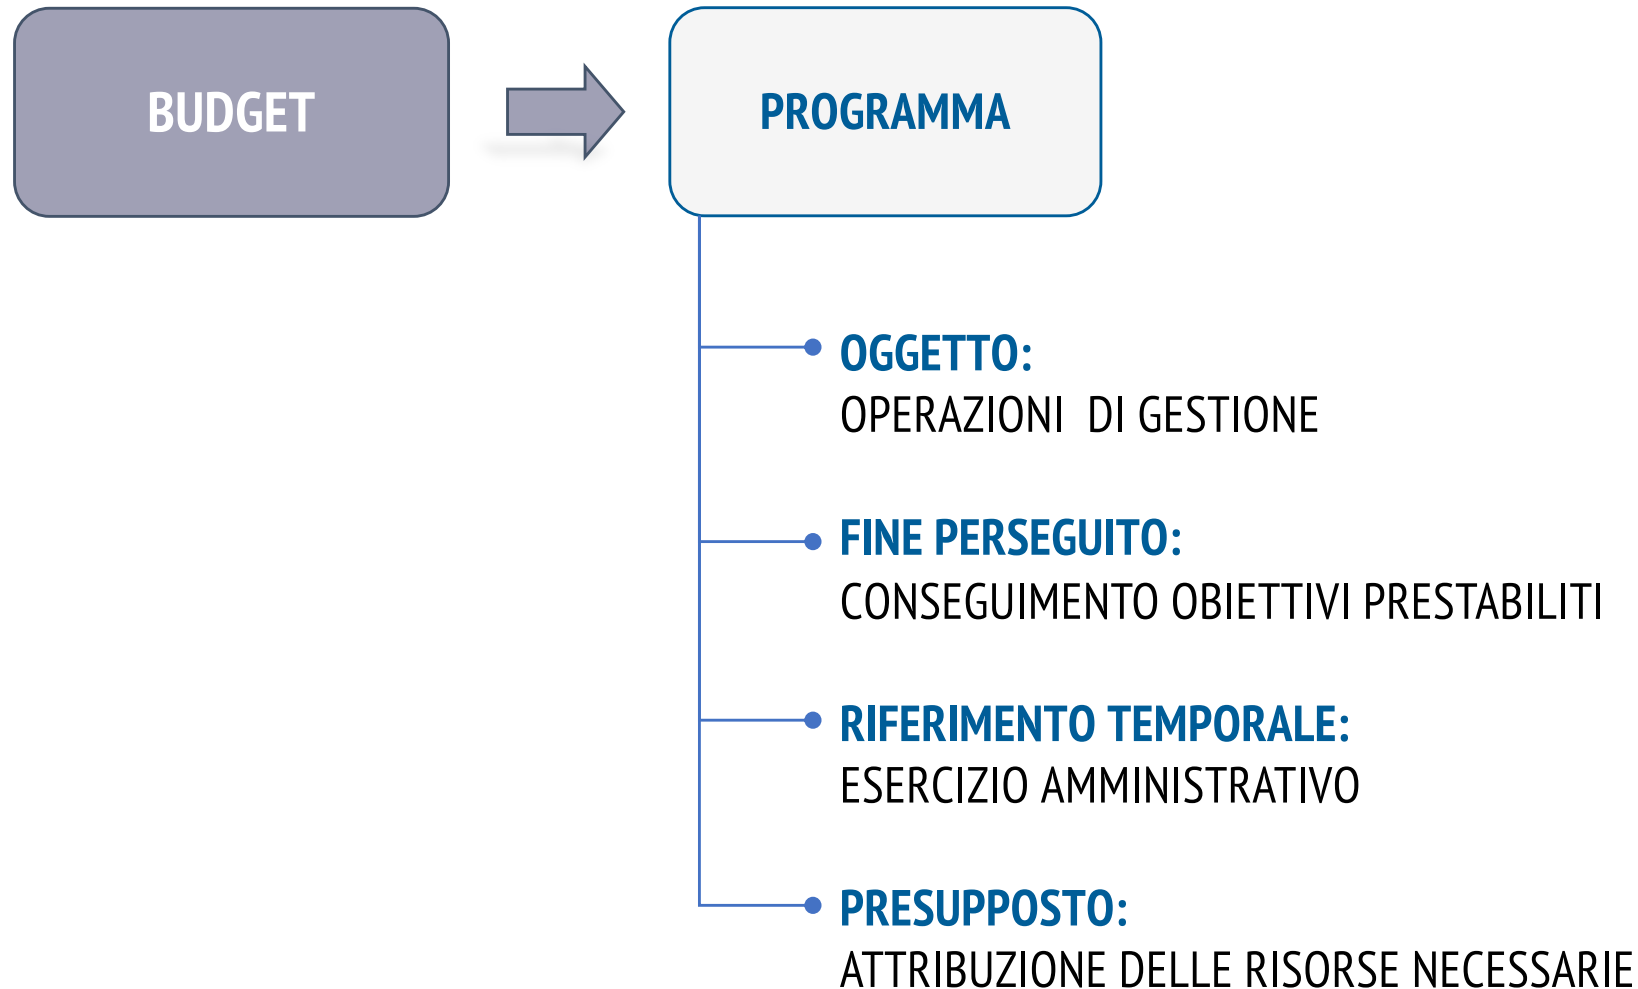 BUDGET
PROGRAMMA
OGGETTO:
OPERAZIONI DI GESTIONE
FINE PERSEGUITO:
CONSEGUIMENTO OBIETTIVI PRESTABILITI
RIFERIMENTO TEMPORALE:
ESERCIZIO AMMINISTRATIVO
PRESUPPOSTO:
ATTRIBUZIONE DELLE RISORSE NECESSARIE